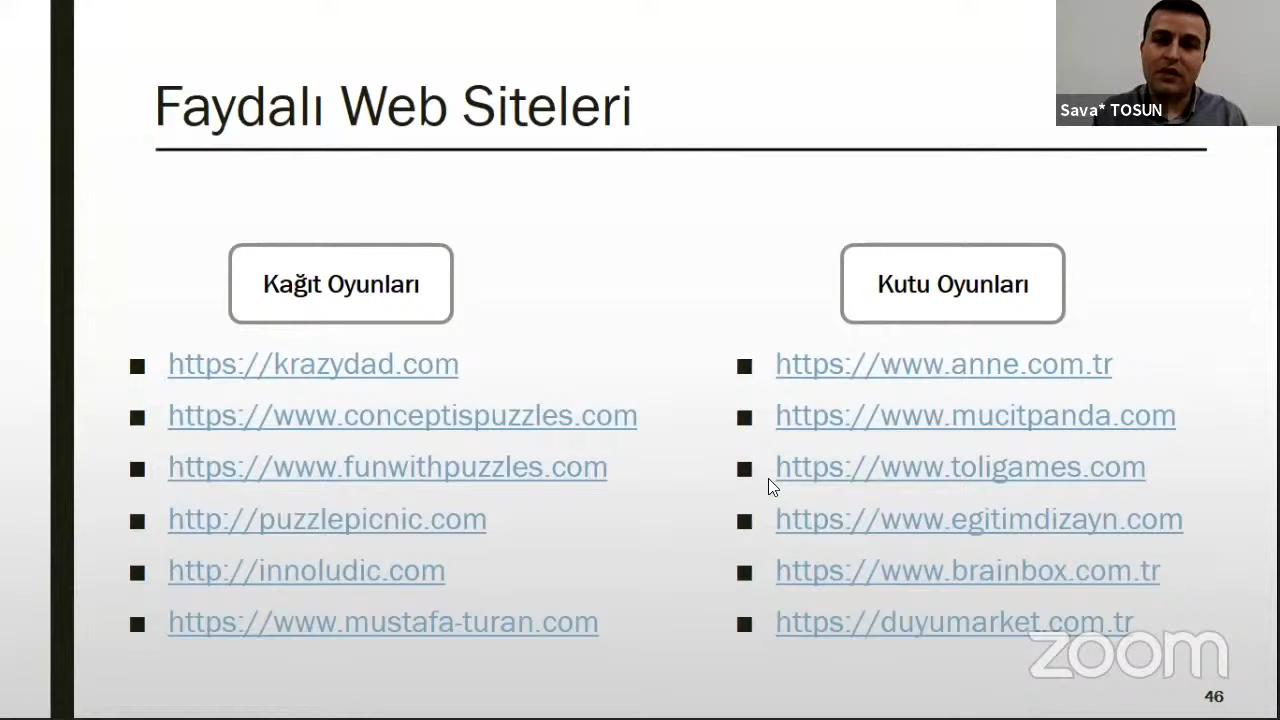 Faydalı Web Siteleri
Sava* TOSUN
Kağıt Oyunları
https://krazydad.com
https://www.conceptispuzzles.com
https://www.funwithpuzzles.com
http://puzzlepicnic.com
http://innoludic.com
https://www.mustafa-turan.com
Kutu Oyunları
https://www.anne.com.tr
https://www.mucitpanda.com
https://www.toligames.com
https://www.egitimdizayn.com
https://www.brainbox.com.tr
https://duyumarket.com.tr
zoom
46